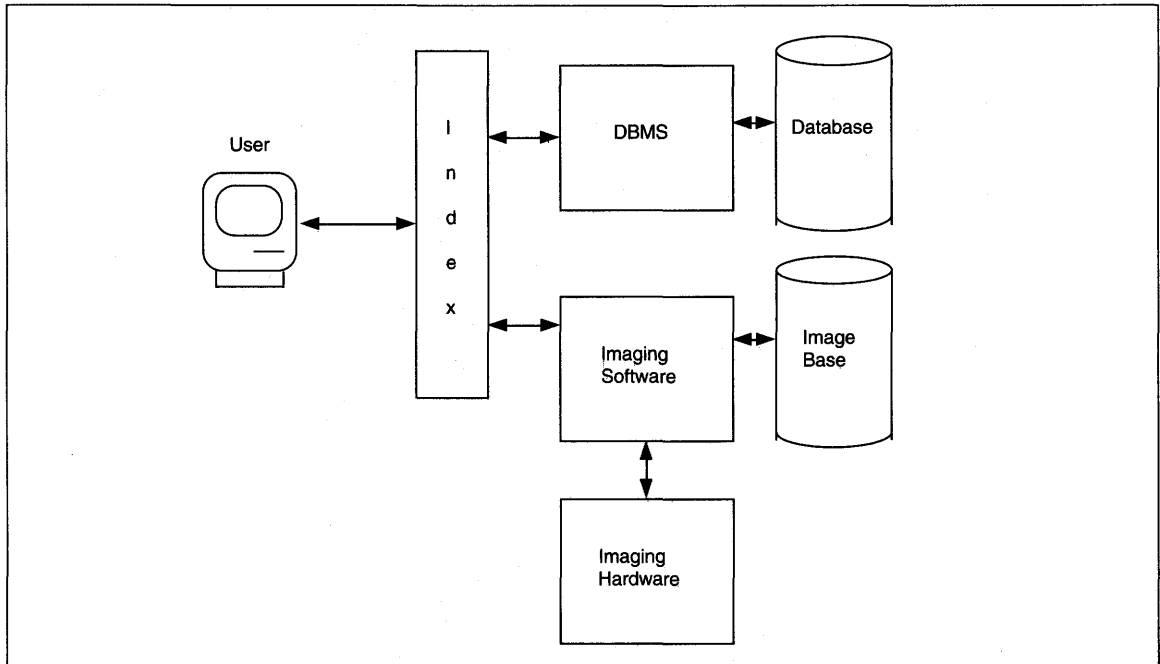 User
I
n
d
e
x
DBMS
Database
Imaging
Software
Image
Base
Imaging
Hardware